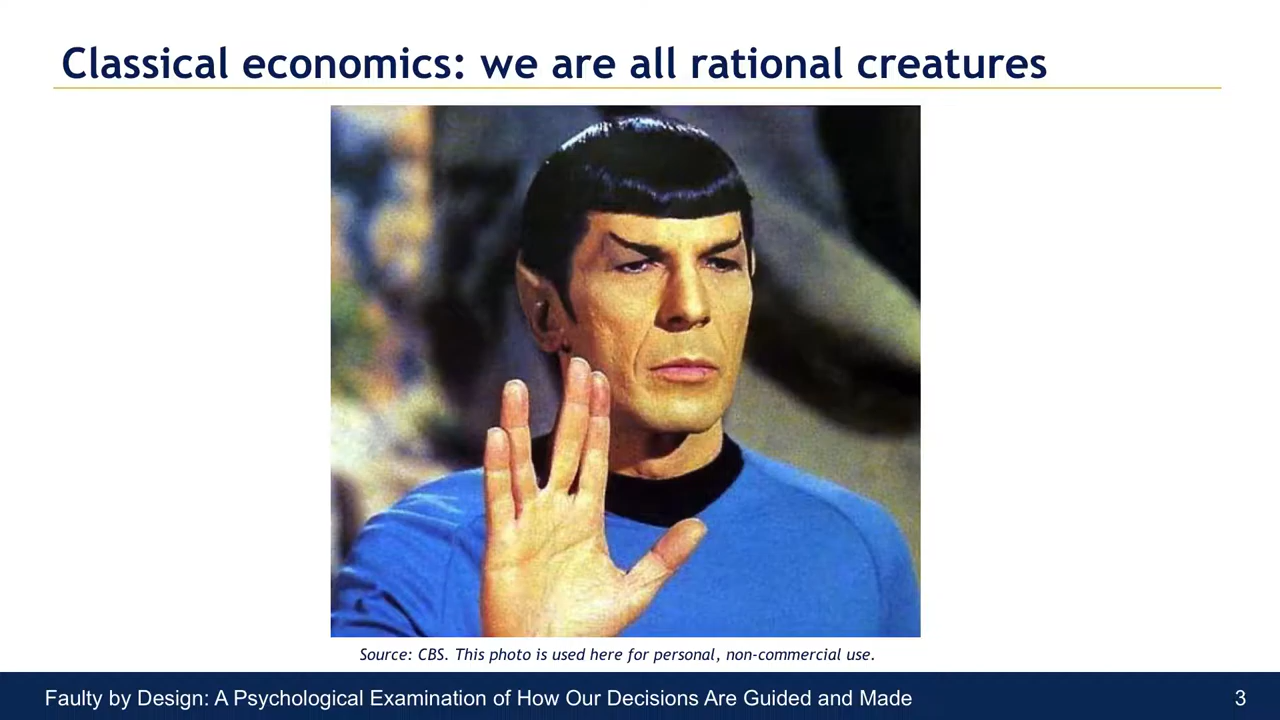 Classical economics: we are all rational creatures
Source: CBS. This photo is used here for personal, non-commercial use.
Faulty by Design: A Psychological Examination of How Our Decisions Are Guided and Made
3